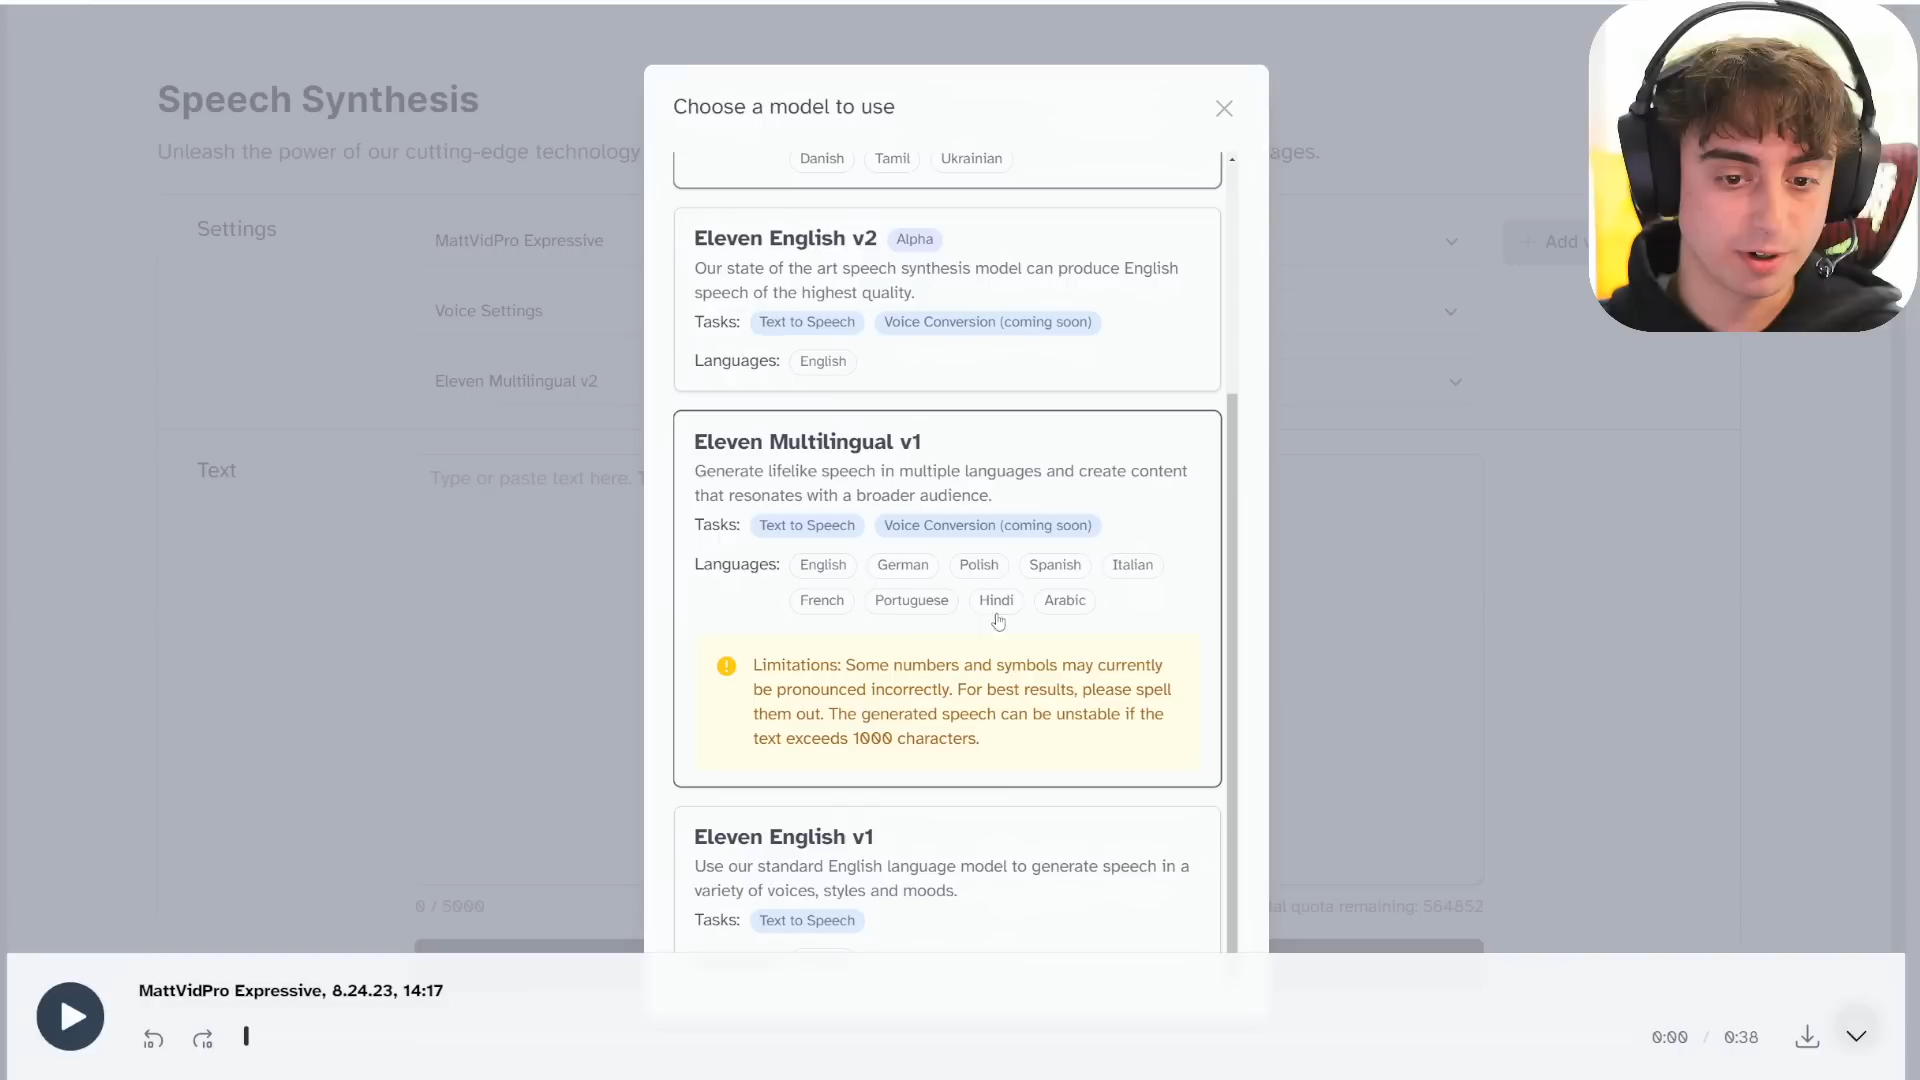 Speech Synthesis
Unleash the power of our cutting-edge technology
ages.
Settings
MattVidPro Expressive
Add
Voice Settings
Eleven Multilingual v2
Text
Type or paste text here. T
0 / 5000
quota remaining: 564852
Choose a model to use
Danish Tamil Ukrainian
Eleven English v2 Alpha
Our state of the art speech synthesis model can produce English
speech of the highest quality.
Tasks: Text to Speech Voice Conversion (coming soon)
Languages: English
Eleven Multilingual v1
Generate lifelike speech in multiple languages and create content
that resonates with a broader audience.
Tasks: Text to Speech Voice Conversion (coming soon)
Languages: English German Polish Spanish Italian
French Portuguese Hindi Arabic
Limitations: Some numbers and symbols may currently
be pronounced incorrectly. For best results, please spell
them out. The generated speech can be unstable if the
text exceeds 1000 characters.
Eleven English v1
Use our standard English language model to generate speech in a
variety of voices, styles and moods.
Tasks: Text to Speech
MattVidPro Expressive, 8.24.23, 14:17
10 10
0:00 / 0:38